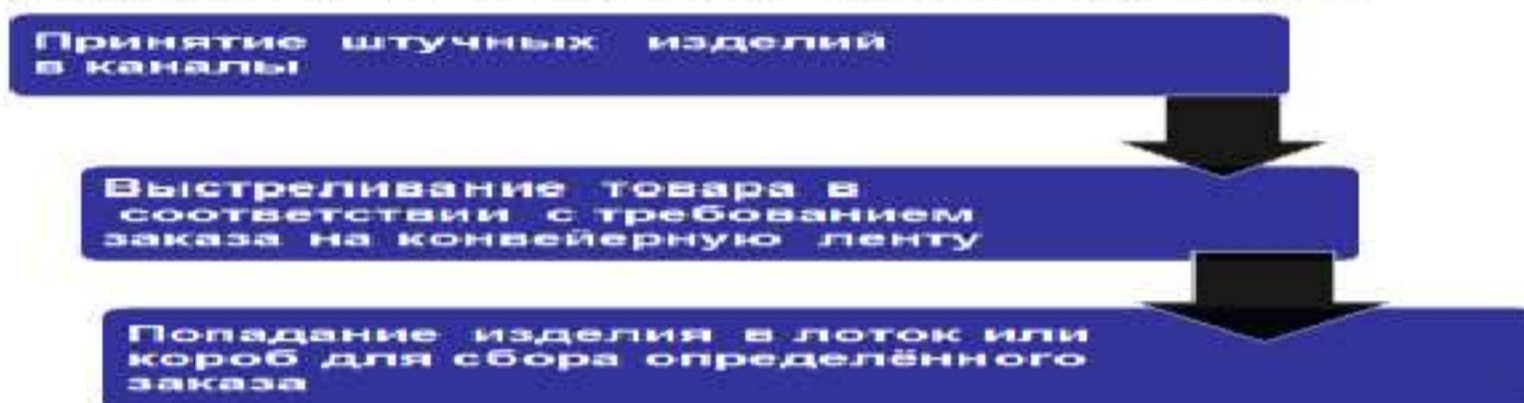 Принятие штучных изделий
в каналы
Выстреливание товара в
соответствии с требованием
заказа на конвейерную ленту
Попадание изделия в лоток или
короб для сбора определённого
заказа